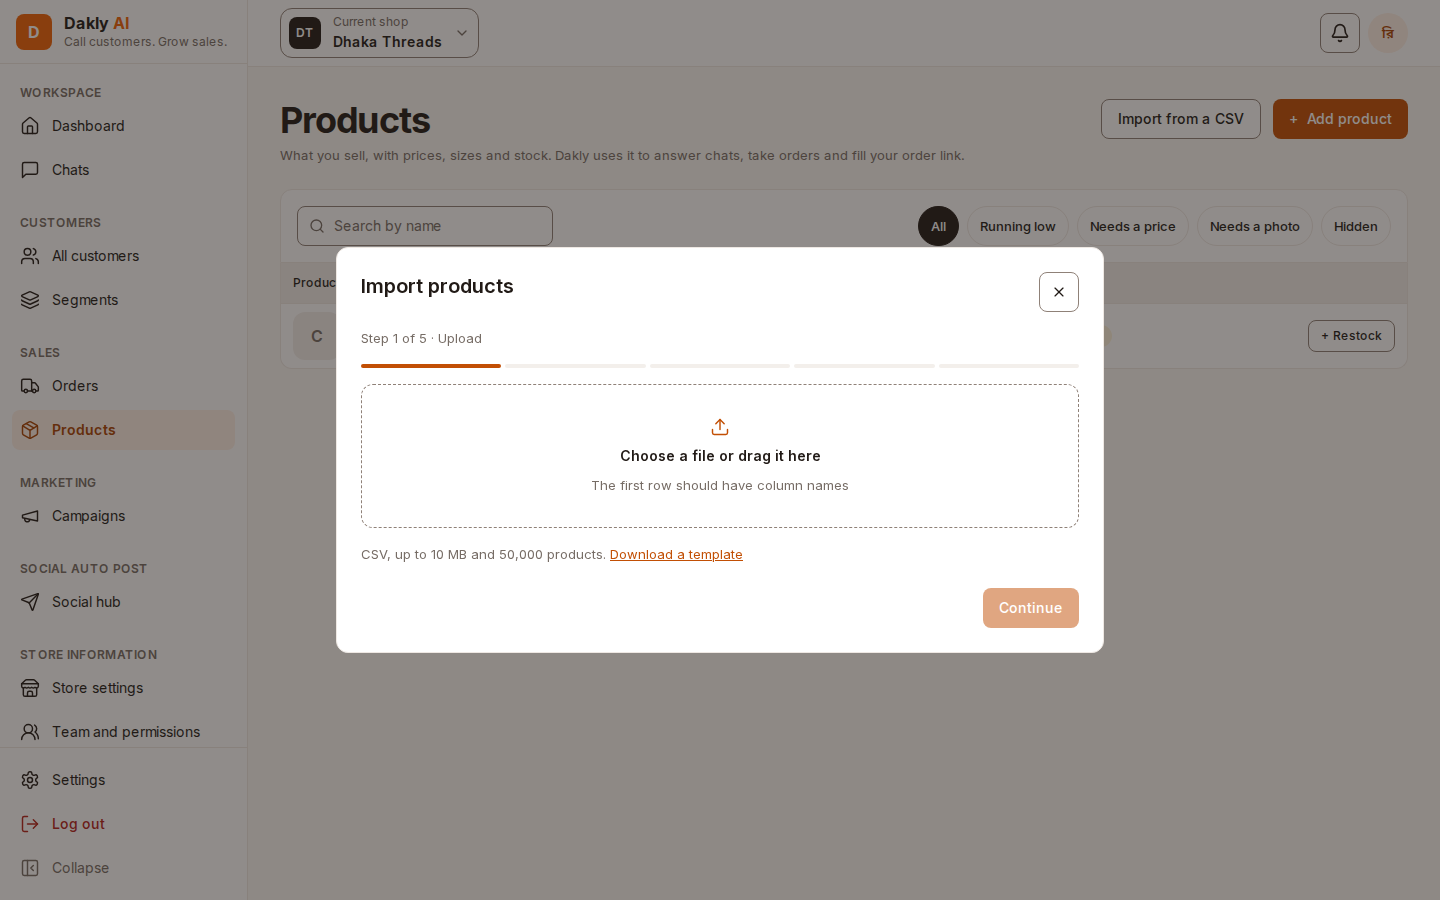 D
Dakly AI
Call customers. Grow sales.
DT
Current shop
Dhaka Threads
রি
WORKSPACE
Dashboard
Chats
CUSTOMERS
All customers
Segments
SALES
Orders
Products
MARKETING
Campaigns
SOCIAL AUTO POST
Social hub
STORE INFORMATION
Store settings
Team and permissions
Settings
Log out
Collapse
Products
What you sell, with prices, sizes and stock. Dakly uses it to answer chats, take orders and fill your order link.
Import from a CSV
+ Add product
Search by name
All
Running low
Needs a price
Needs a photo
Hidden
Produc
C
+ Restock
Import products
Step 1 of 5 · Upload
Choose a file or drag it here
The first row should have column names
CSV, up to 10 MB and 50,000 products. Download a template
Continue